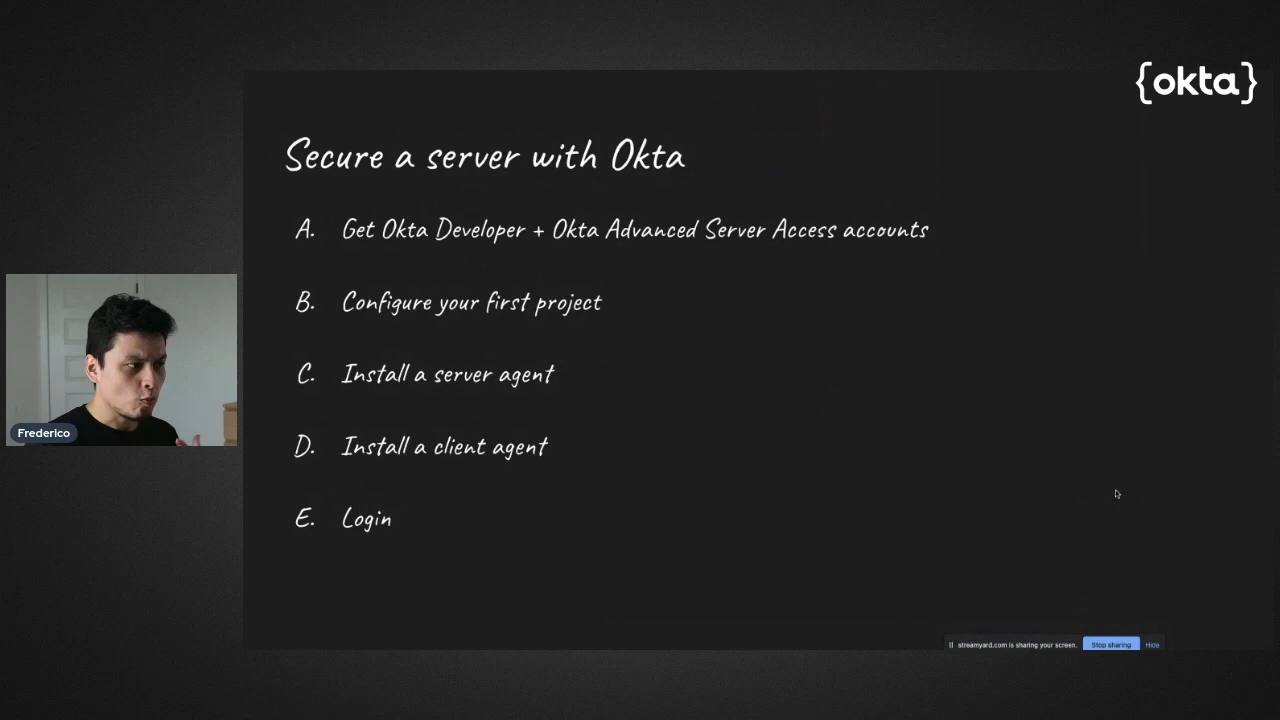 {okta}
Secure a server with Okta
A. Get Okta Developer + Okta Advanced Server Access accounts
B. Configure your first project
C. Install a server agent
D. Install a client agent
E. Login
Frederico
streamyard.com is sharing your screen. Stop sharing Hide